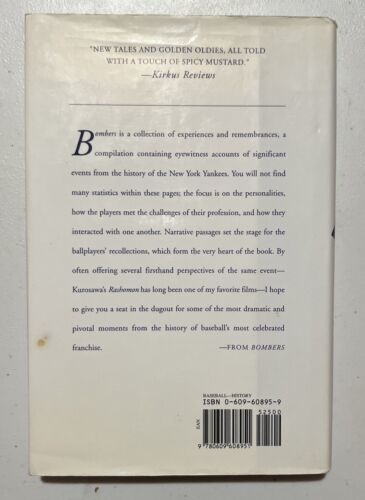 "NEW TALES AND GOLDEN OLDIES, ALL TOLD
WITH A TOUCH OF SPICY MUSTARD."
—Kirkus Reviews
Bombers is a collection of experiences and remembrances, a
compilation containing eyewitness accounts of significant
events from the history of the New York Yankees. You will not find
many statistics within these pages; the focus is on the personalities,
how the players met the challenges of their profession, and how they
interacted with one another. Narrative passages set the stage for the
ballplayers' recollections, which form the very heart of the book. By
often offering several firsthand perspectives of the same event—
Kurosawa's Rashomon has long been one of my favorite films—I hope
to give you a seat in the dugout for some of the most dramatic and
pivotal moments from the history of baseball's most celebrated
franchise. —FROM BOMBERS
BASEBALL—HISTORY
ISBN 0-609-60895-9
52500
EAN
9 780609 608951